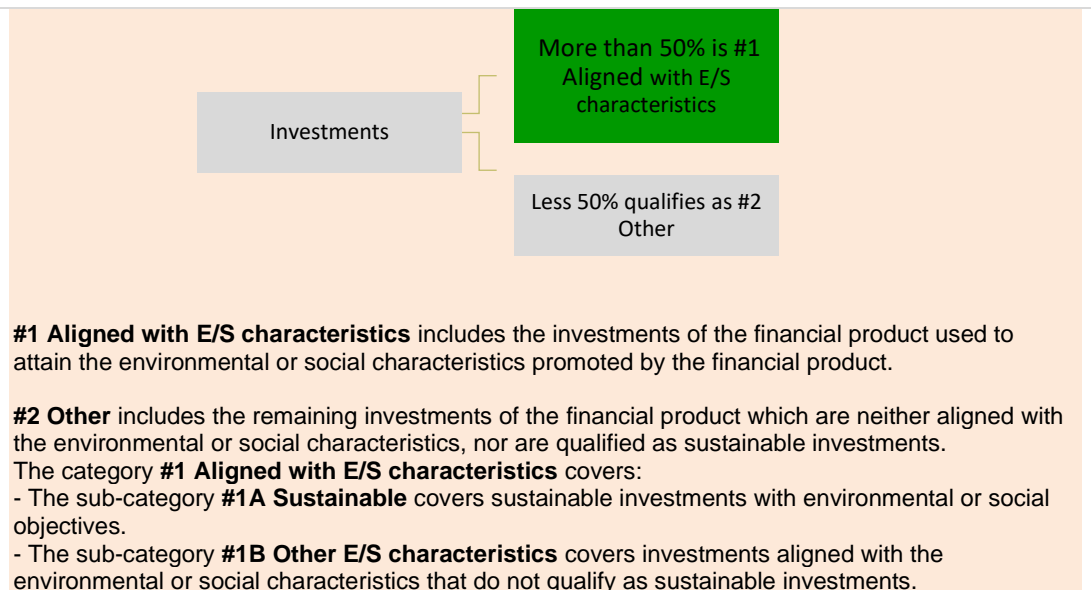 More than 50% is #1
Aligned with E/S
characteristics
Investments
Less 50% qualifies as #2
Other
#1 Aligned with E/S characteristics includes the investments of the financial product used to
attain the environmental or social characteristics promoted by the financial product.
#2 Other includes the remaining investments of the financial product which are neither aligned with
the environmental or social characteristics, nor are qualified as sustainable investments.
The category #1 Aligned with E/S characteristics covers:
- The sub-category #1A Sustainable covers sustainable investments with environmental or social
objectives.
- The sub-category #1B Other E/S characteristics covers investments aligned with the
environmental or social characteristics that do not qualify as sustainable investments.